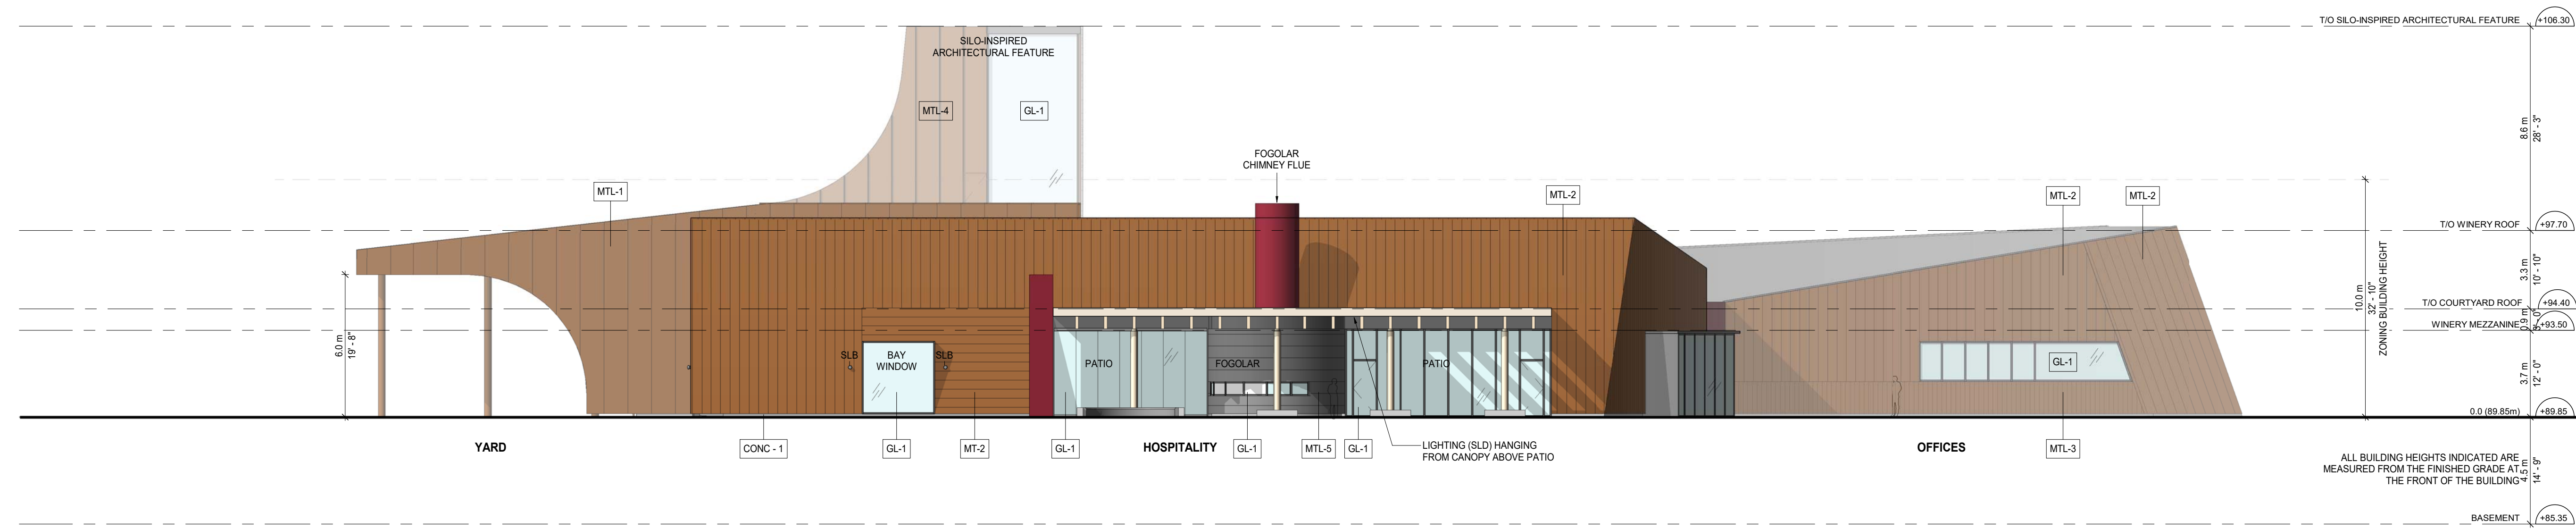 T/O SILO-INSPIRED ARCHITECTURAL FEATURE +106.30
SILO-INSPIRED
ARCHITECTURAL FEATURE
MTL-4
GL-1
8.6 m
28' - 3"
FOGOLAR
CHIMNEY FLUE
MTL-1
MTL-2
MTL-2
MTL-2
T/O WINERY ROOF +97.70
3.3 m
10' - 10"
10.0 m
32' - 10"
ZONING BUILDING HEIGHT
T/O COURTYARD ROOF +94.40
0.9 m
WINERY MEZZANINE +93.50
6.0 m
19' - 8"
SLB
BAY
WINDOW
SLB
PATIO
FOGOLAR
PATIO
GL-1
3.7 m
12' - 0"
0.0 (89.85m) +89.85
YARD
CONC - 1
GL-1
MT-2
GL-1
HOSPITALITY
GL-1
MTL-5
GL-1
LIGHTING (SLD) HANGING
FROM CANOPY ABOVE PATIO
OFFICES
MTL-3
ALL BUILDING HEIGHTS INDICATED ARE
MEASURED FROM THE FINISHED GRADE AT
THE FRONT OF THE BUILDING
4.5 m
14' - 9"
BASEMENT +85.35